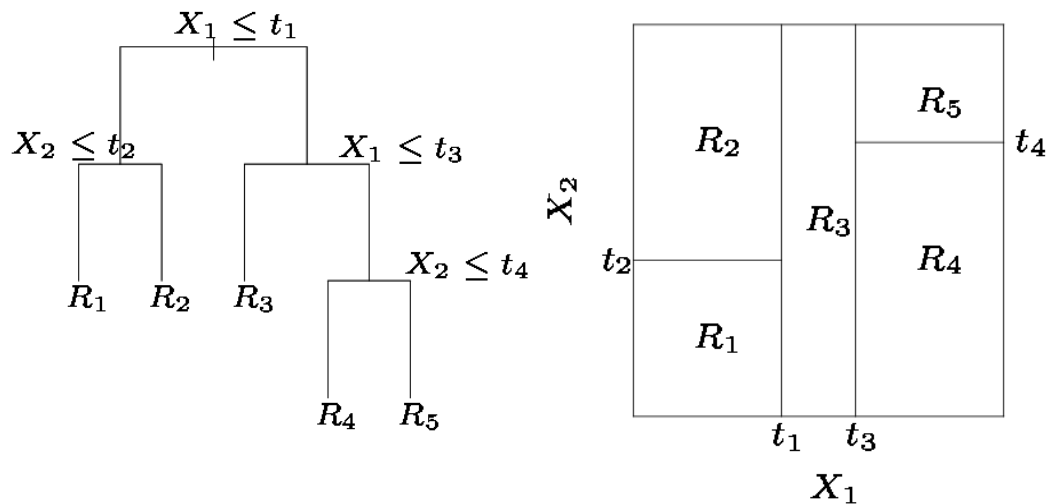 X₁ ≤ t₁
X₂ ≤ t₂
X₁ ≤ t₃
X₂ ≤ t₄
R₁ R₂ R₃
R₄ R₅
R₅
t₄
R₂
X₂
R₃
R₄
t₂
R₁
t₁ t₃
X₁